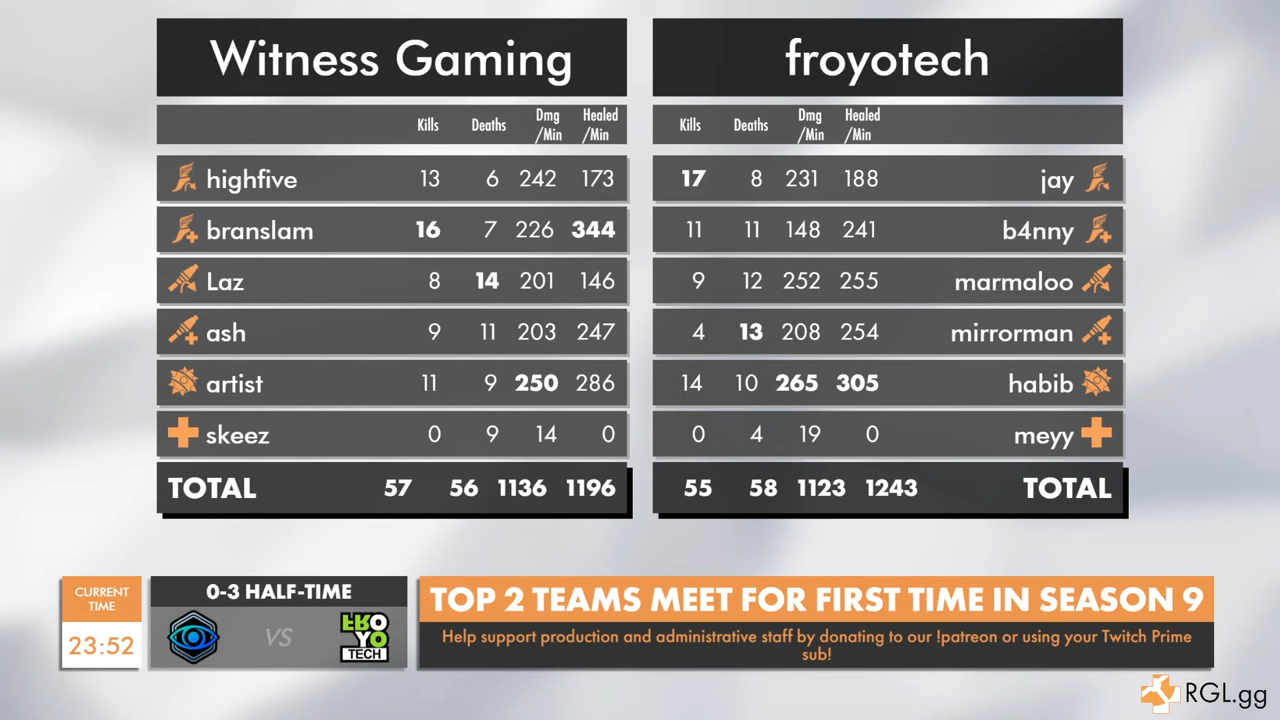 Witness Gaming
Kills Deaths Dmg /Min Healed /Min
highfive 13 6 242 173
branslam 16 7 226 344
Laz 8 14 201 146
ash 9 11 203 247
artist 11 9 250 286
skeez 0 9 14 0
TOTAL 57 56 1136 1196
froyotech
Kills Deaths Dmg /Min Healed /Min
17 8 231 188 jay
11 11 148 241 b4nny
9 12 252 255 marmaloo
4 13 208 254 mirrorman
14 10 265 305 habib
0 4 19 0 meyy
55 58 1123 1243 TOTAL
CURRENT
TIME
23:52
0-3 HALF-TIME
VS
FRO
YO
TECH
TOP 2 TEAMS MEET FOR FIRST TIME IN SEASON 9
Help support production and administrative staff by donating to our !patreon or using your Twitch Prime
sub!
RGL.gg